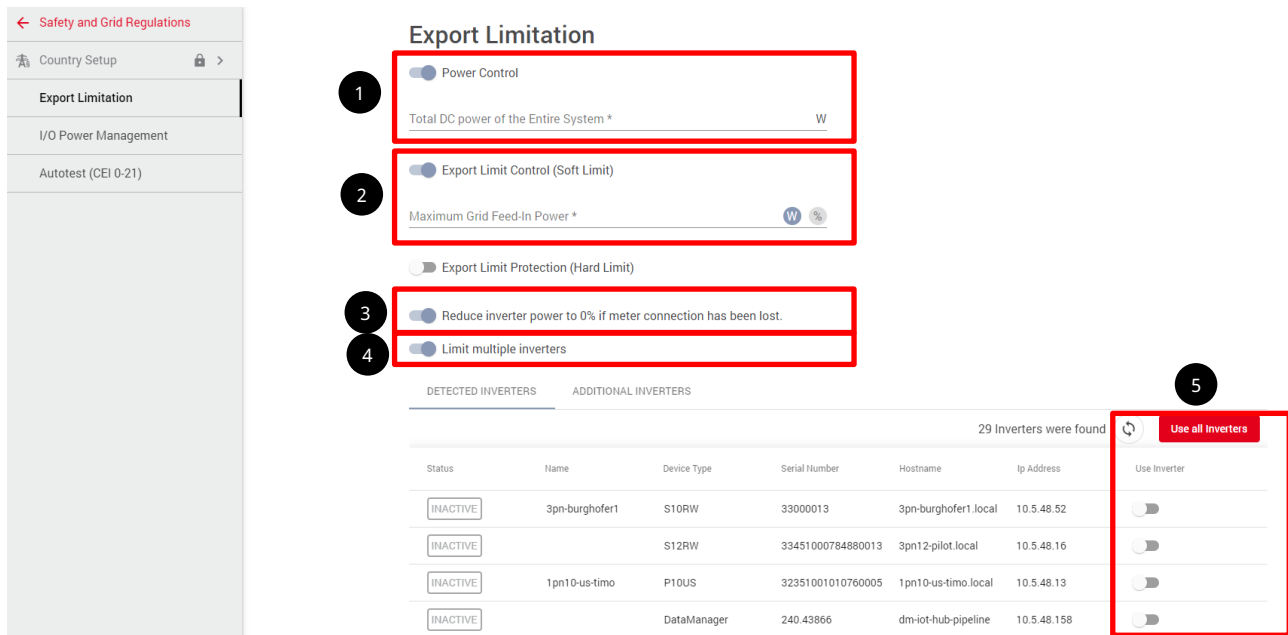 Safety and Grid Regulations
Country Setup
Export Limitation
I/O Power Management
Autotest (CEI 0-21)
Export Limitation
1
Power Control
Total DC power of the Entire System * W
2
Export Limit Control (Soft Limit)
Maximum Grid Feed-In Power * W %
Export Limit Protection (Hard Limit)
3
Reduce inverter power to 0% if meter connection has been lost.
4
Limit multiple inverters
DETECTED INVERTERS ADDITIONAL INVERTERS
5
29 Inverters were found Use all Inverters
Status Name Device Type Serial Number Hostname Ip Address Use Inverter
INACTIVE 3pn-burghofer1 S10RW 33000013 3pn-burghofer1.local 10.5.48.52
INACTIVE S12RW 33451000784880013 3pn12-pilot.local 10.5.48.16
INACTIVE 1pn10-us-timo P10US 32351001010760005 1pn10-us-timo.local 10.5.48.13
INACTIVE DataManager 240.43866 dm-iot-hub-pipeline 10.5.48.158